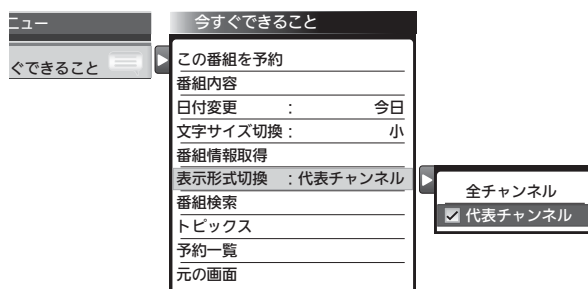 ニュー
ぐできること
今すぐできること
この番組を予約
番組内容
日付変更 : 今日
文字サイズ切換 : 小
番組情報取得
表示形式切換 : 代表チャンネル
番組検索
トピックス
予約一覧
元の画面
全チャンネル
代表チャンネル